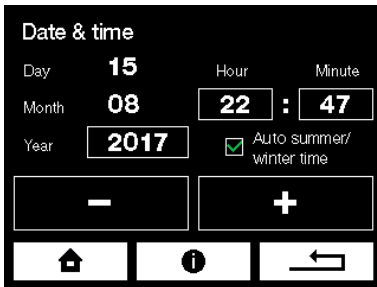 Date & time
Day 15 Hour Minute
Month 08 22 : 47
Year 2017 Auto summer/
winter time
− +
i